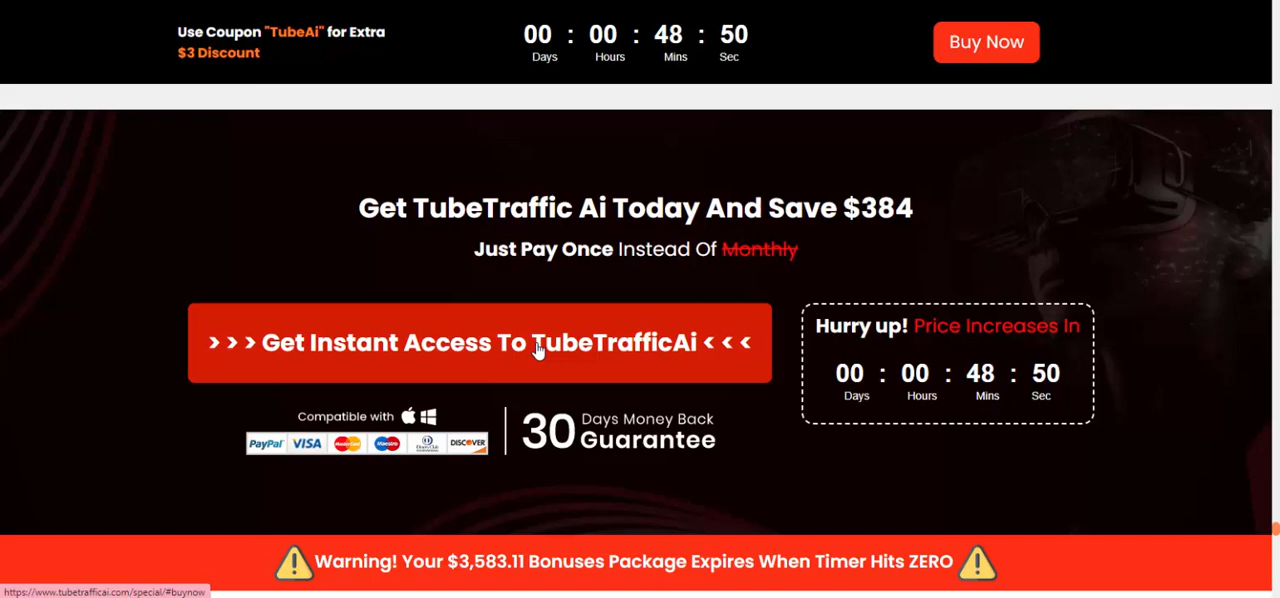 Use Coupon "TubeAi" for Extra
$3 Discount
00 : 00 : 48 : 50
Days Hours Mins Sec
Buy Now
Get TubeTraffic Ai Today And Save $384
Just Pay Once Instead Of Monthly
> > > Get Instant Access To TubeTrafficAi < < <
Hurry up! Price Increases In
00 : 00 : 48 : 50
Days Hours Mins Sec
Compatible with
PayPal VISA MasterCard Maestro DISCOVER
30 Days Money Back
Guarantee
Warning! Your $3,583.11 Bonuses Package Expires When Timer Hits ZERO
https://www.tubetrafficai.com/special/#buynow